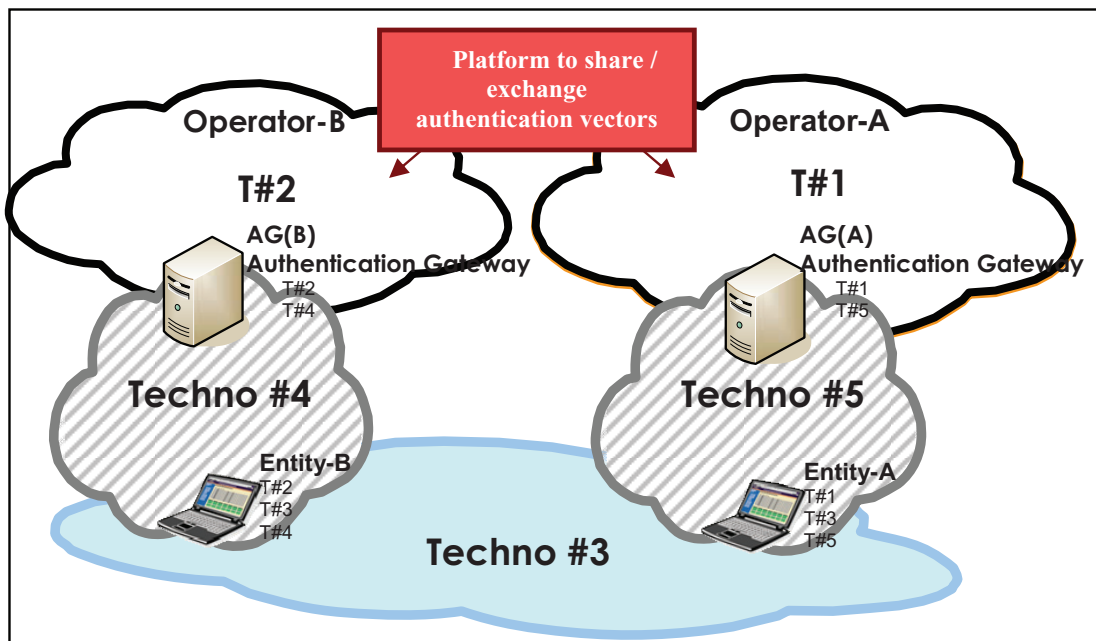 Platform to share /
exchange
authentication vectors
Operator-B
T#2
AG(B)
Authentication Gateway
T#2
T#4
Techno #4
Entity-B
T#2
T#3
T#4
Operator-A
T#1
AG(A)
Authentication Gateway
T#1
T#5
Techno #5
Entity-A
T#1
T#3
T#5
Techno #3